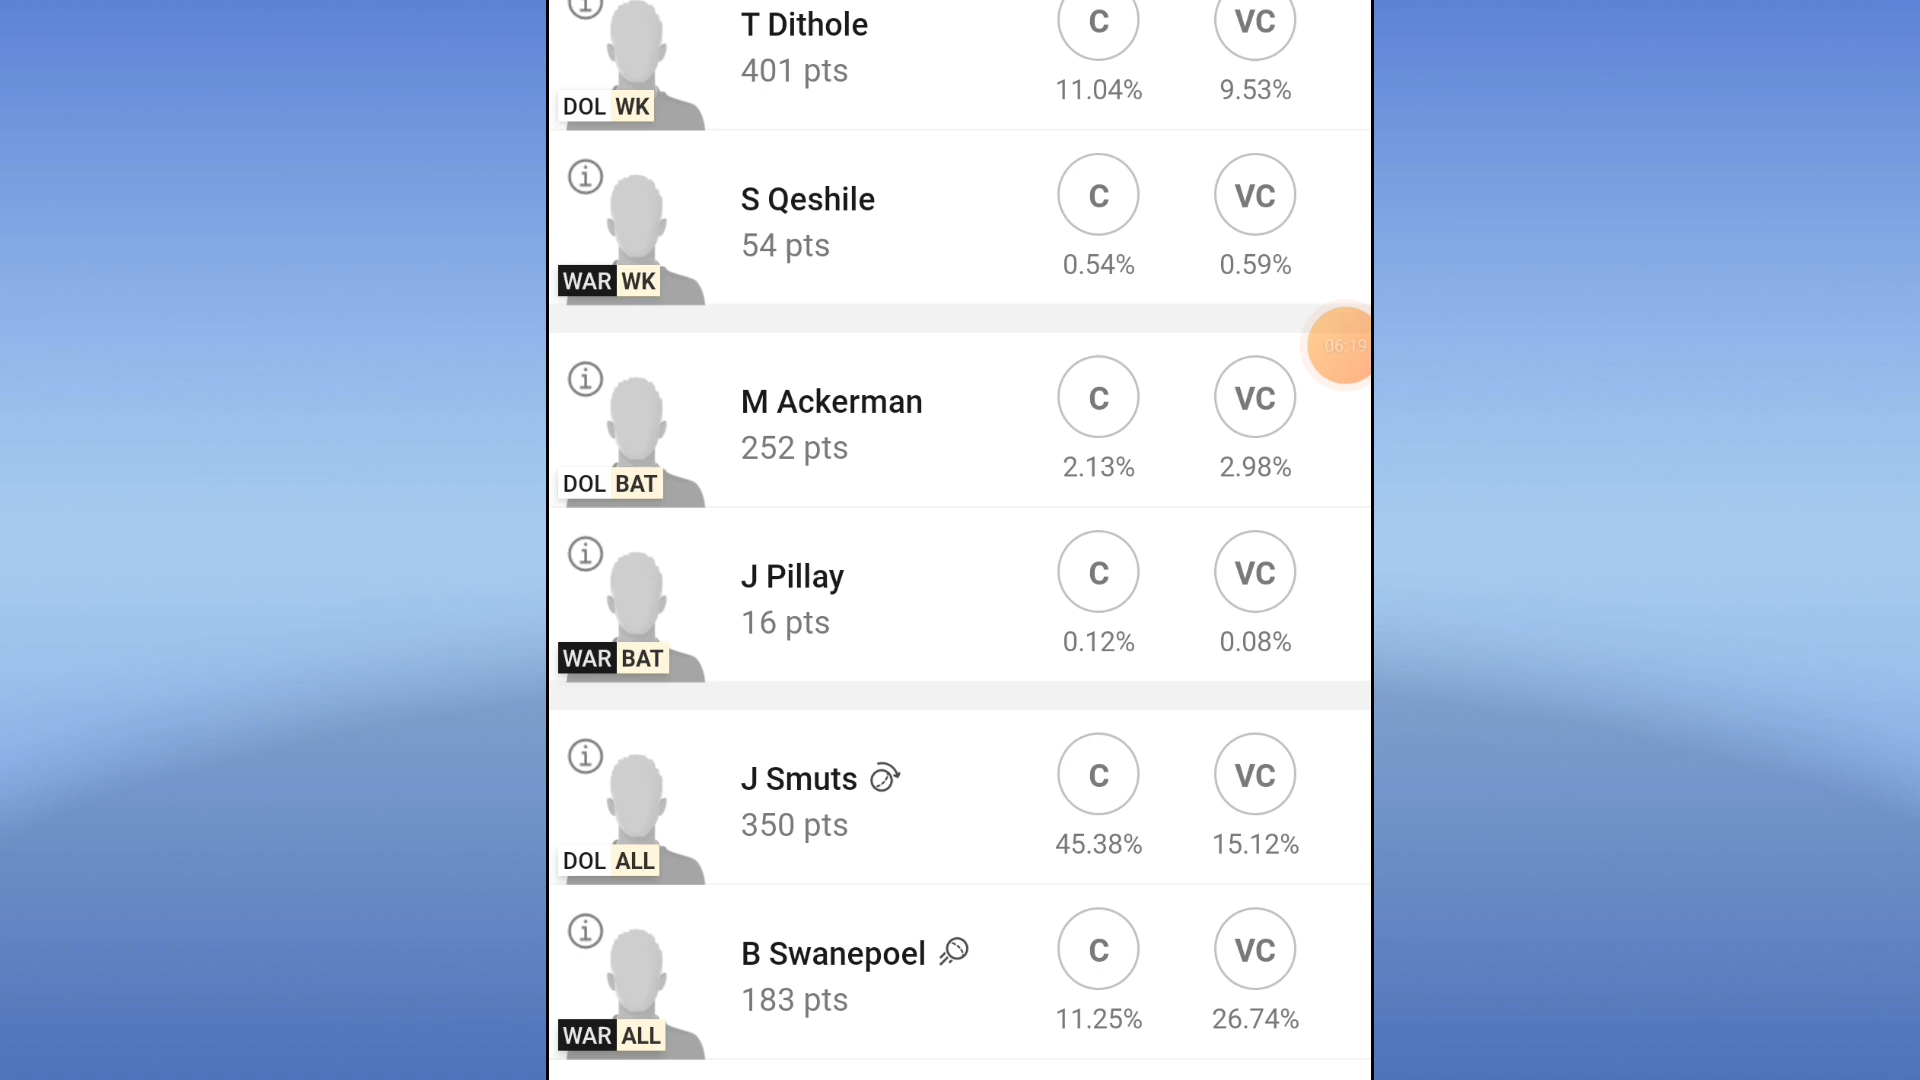 T Dithole
401 pts
DOL WK
C
VC
11.04%
9.53%
S Qeshile
54 pts
WAR WK
C
VC
0.54%
0.59%
06:19
M Ackerman
252 pts
DOL BAT
C
VC
2.13%
2.98%
J Pillay
16 pts
WAR BAT
C
VC
0.12%
0.08%
J Smuts
350 pts
DOL ALL
C
VC
45.38%
15.12%
B Swanepoel
183 pts
WAR ALL
C
VC
11.25%
26.74%